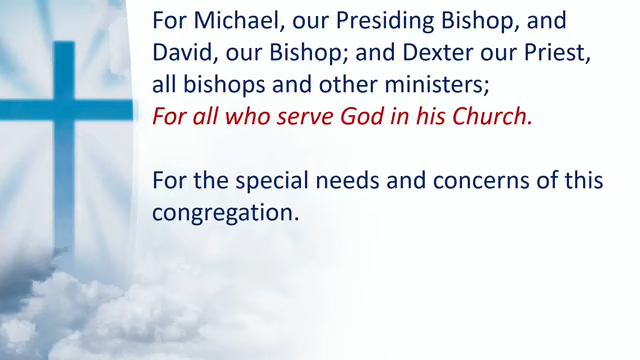 For Michael, our Presiding Bishop, and
David, our Bishop; and Dexter our Priest,
all bishops and other ministers;
For all who serve God in his Church.
For the special needs and concerns of this
congregation.